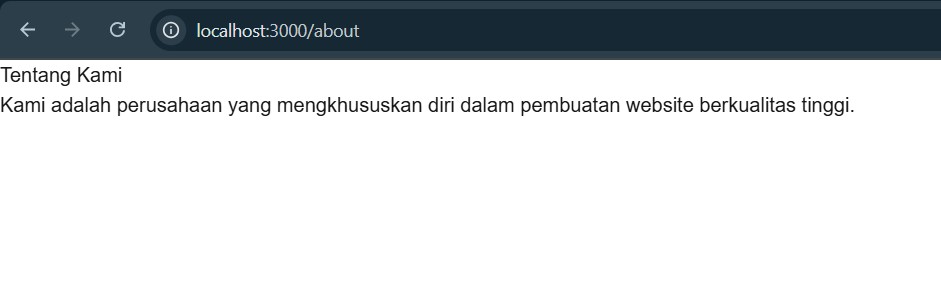 localhost:3000/about
Tentang Kami
Kami adalah perusahaan yang mengkhususkan diri dalam pembuatan website berkualitas tinggi.